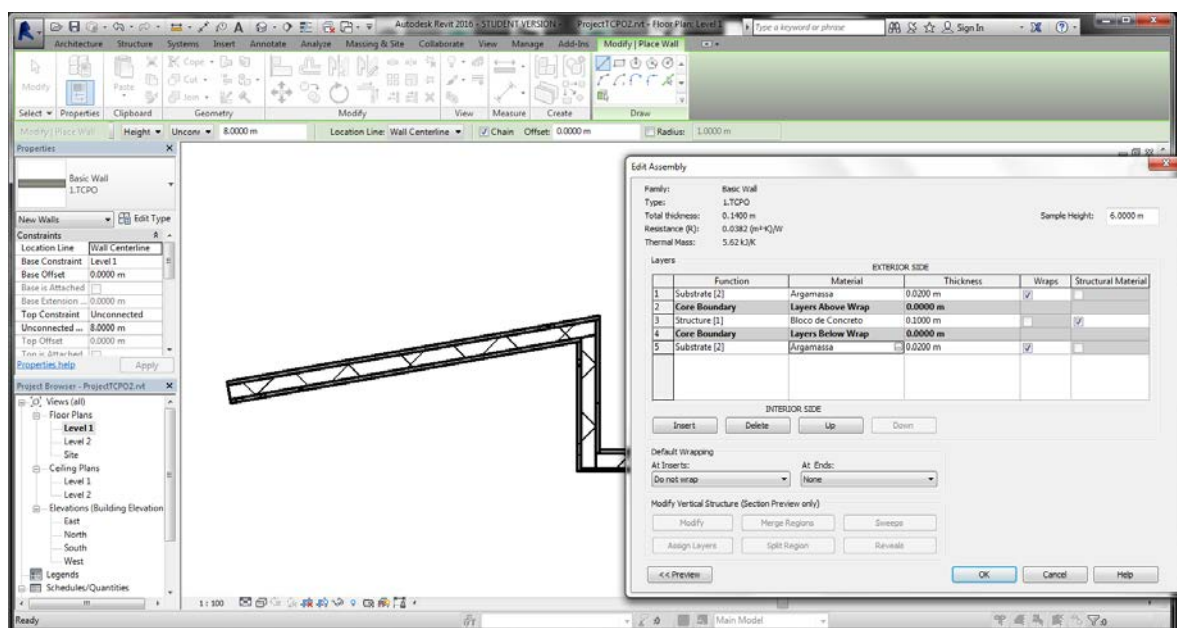 Autodesk Revit 2016 - STUDENT VERSION - ProjectTCPO2.rvt - Floor Plan: Level 1
Type a keyword or phrase
Sign In
Architecture Structure Systems Insert Annotate Analyze Massing & Site Collaborate View Manage Add-Ins Modify | Place Wall
Modify
Paste
Cope
Cut
Join
Select Properties Clipboard Geometry Modify View Measure Create Draw
Modify | Place Wall Height Unconn 8.0000 m Location Line: Wall Centerline Chain Offset: 0.0000 m Radius: 1.0000 m
Properties
Basic Wall
1.TCPO
New Walls Edit Type
Constraints
Location Line Wall Centerline
Base Constraint Level 1
Base Offset 0.0000 m
Base is Attached
Base Extension ... 0.0000 m
Top Constraint Unconnected
Unconnected ... 8.0000 m
Top Offset 0.0000 m
Top is Attached
Properties help Apply
Project Browser - ProjectTCPO2.rvt
Views (all)
Floor Plans
Level 1
Level 2
Site
Ceiling Plans
Level 1
Level 2
Elevations (Building Elevation
East
North
South
West
Legends
Schedules/Quantities
1 : 100
Ready
Main Model
:0
:0
Edit Assembly
Family: Basic Wall
Type: 1.TCPO
Total thickness: 0.1400 m Sample Height: 6.0000 m
Resistance (R): 0.0382 (m²·K)/W
Thermal Mass: 5.62 kJ/K
Layers
EXTERIOR SIDE
Function Material Thickness Wraps Structural Material
1 Substrate [2] Argamassa 0.0200 m
2 Core Boundary Layers Above Wrap 0.0000 m
3 Structure [1] Bloco de Concreto 0.1000 m
4 Core Boundary Layers Below Wrap 0.0000 m
5 Substrate [2] Argamassa 0.0200 m
INTERIOR SIDE
Insert Delete Up Down
Default Wrapping
At Inserts: At Ends:
Do not wrap None
Modify Vertical Structure (Section Preview only)
Modify Merge Regions Sweeps
Assign Layers Split Region Reveals
<< Preview OK Cancel Help